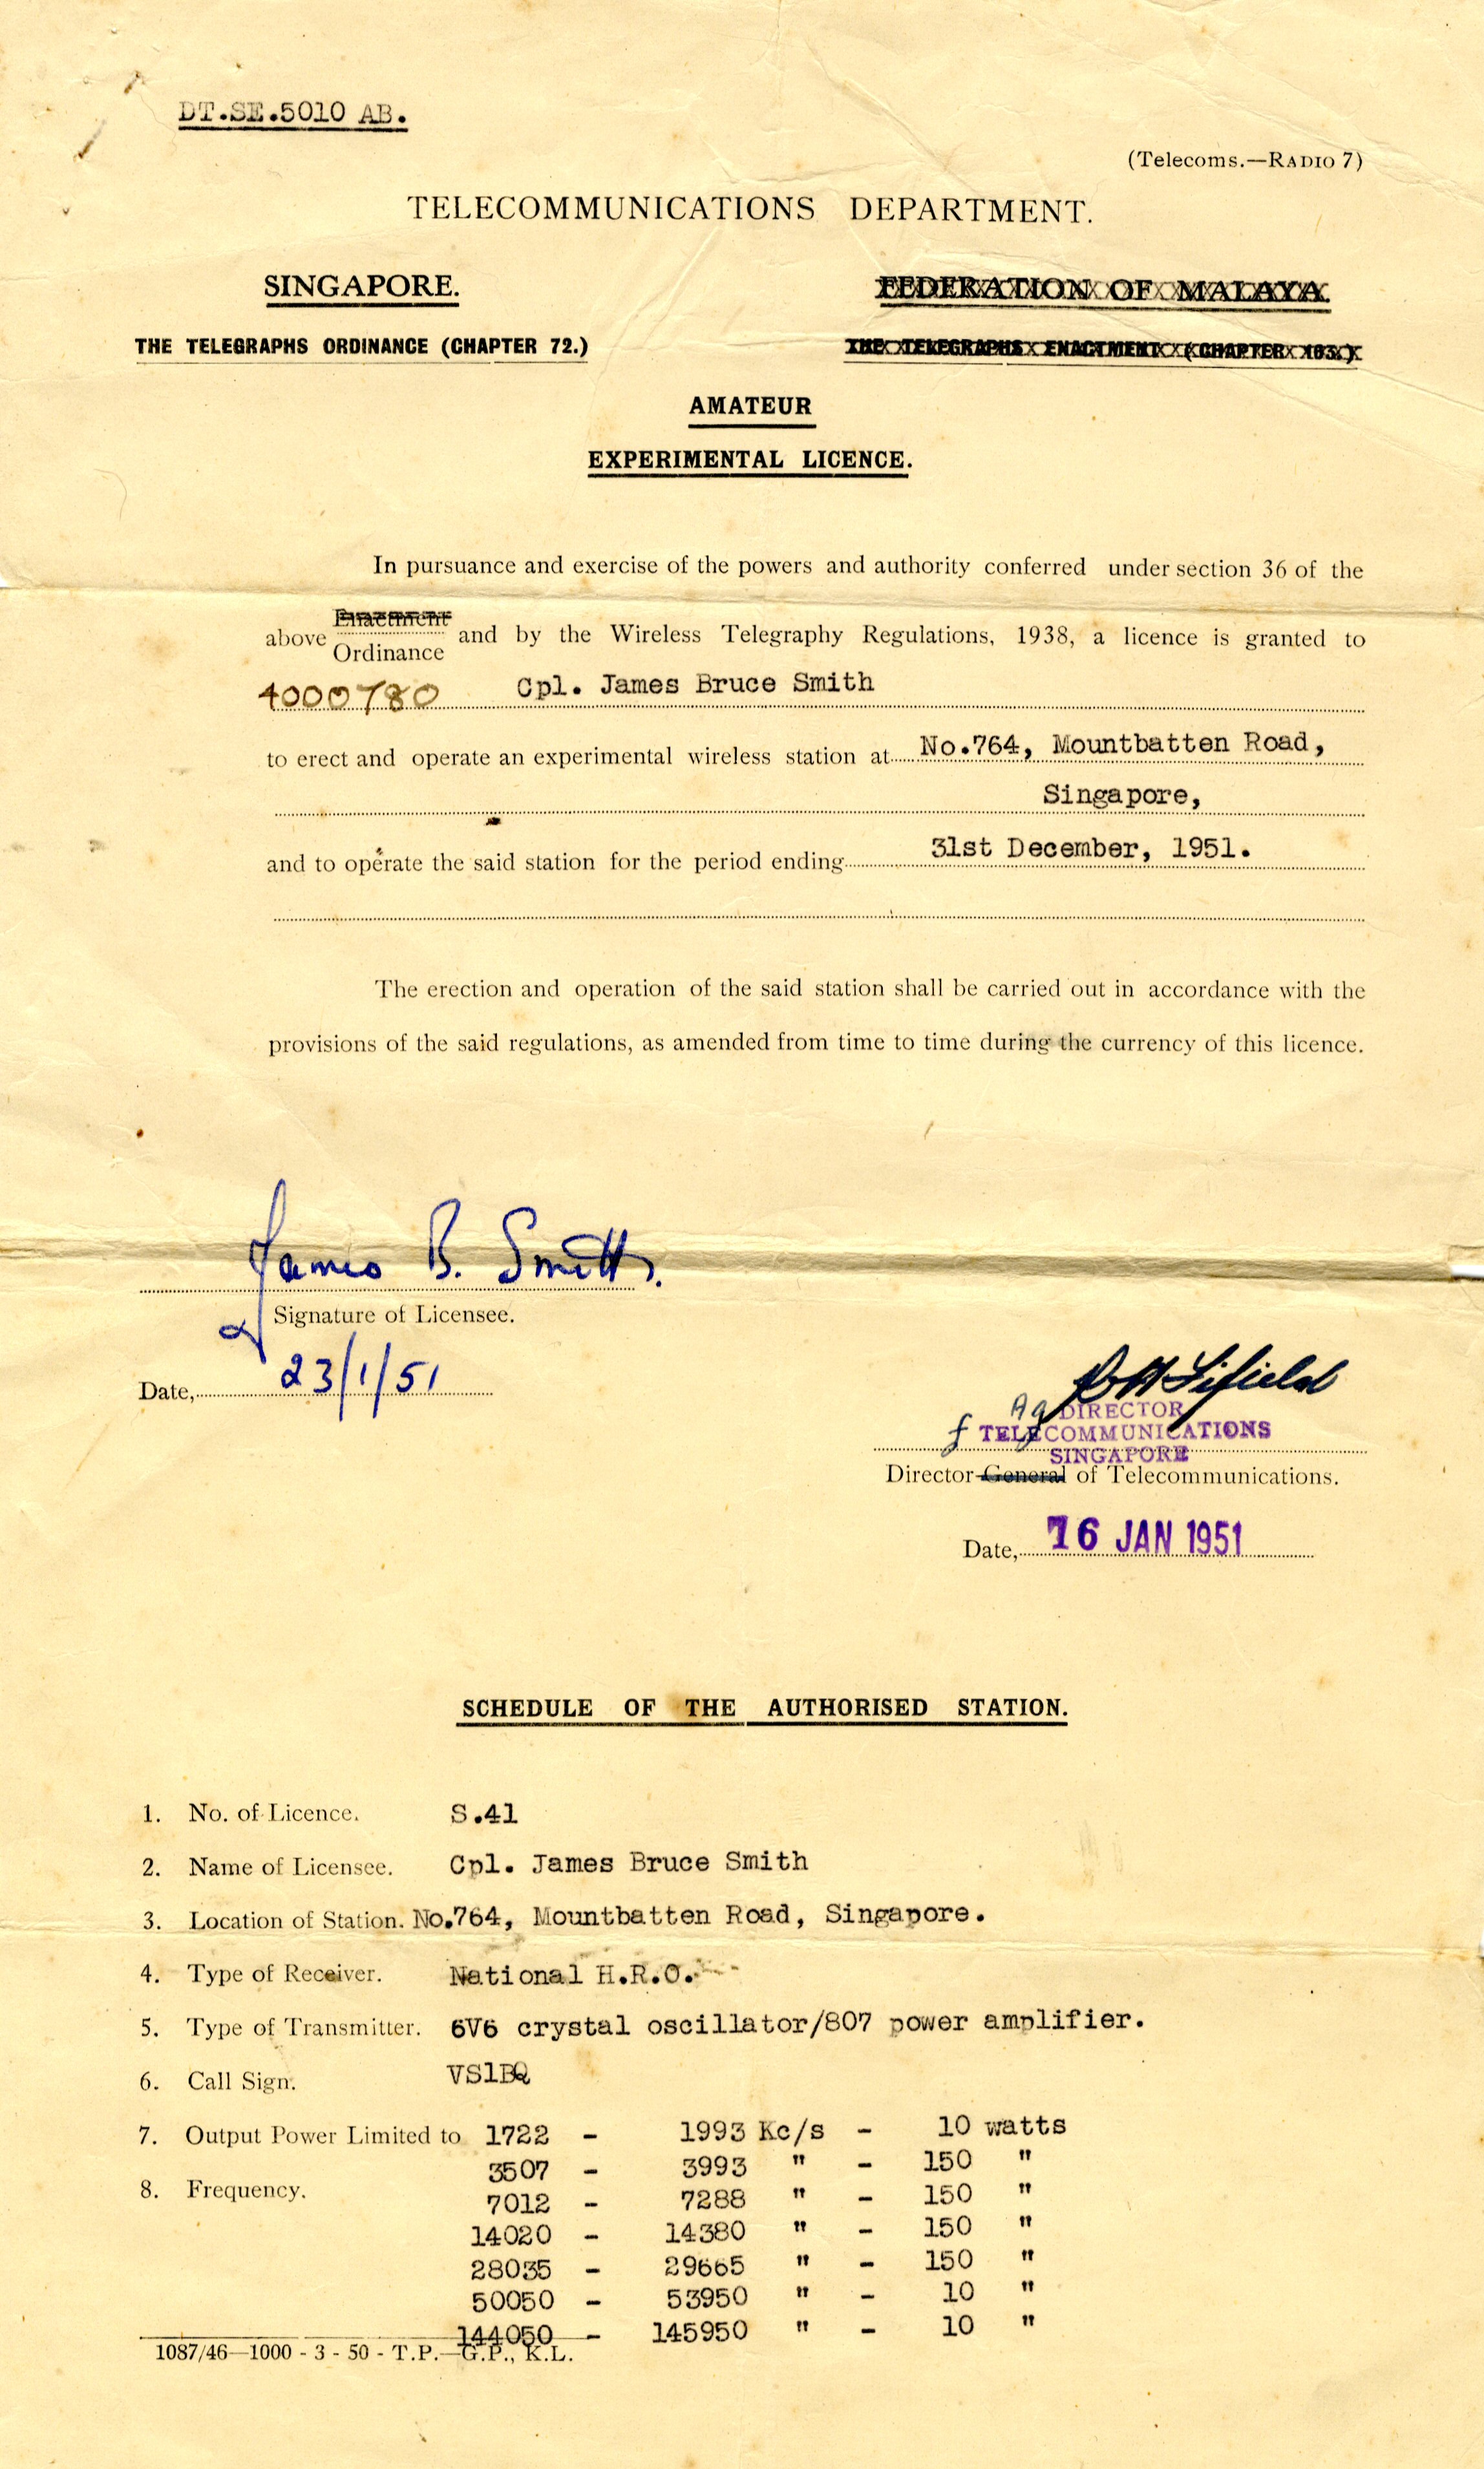 DT.SE.5010 AB.
(Telecoms.—RADIO 7)
TELECOMMUNICATIONS DEPARTMENT.
SINGAPORE. FEDERATION OF MALAYA
THE TELEGRAPHS ORDINANCE (CHAPTER 72.) THE TELEGRAPHS ENACTMENT (CHAPTER 183.)
AMATEUR
EXPERIMENTAL LICENCE.
In pursuance and exercise of the powers and authority conferred under section 36 of the
above Enactment Ordinance and by the Wireless Telegraphy Regulations, 1938, a licence is granted to
4000780 Cpl. James Bruce Smith
to erect and operate an experimental wireless station at No.764, Mountbatten Road,
Singapore,
and to operate the said station for the period ending 31st December, 1951.
The erection and operation of the said station shall be carried out in accordance with the
provisions of the said regulations, as amended from time to time during the currency of this licence.
James B. Smith.
Signature of Licensee.
Date, 23/1/51
Ag DIRECTOR
f TELECOMMUNICATIONS
SINGAPORE
Director-General of Telecommunications.
Date, 16 JAN 1951
SCHEDULE OF THE AUTHORISED STATION.
1. No. of Licence. S.41
2. Name of Licensee. Cpl. James Bruce Smith
3. Location of Station. No.764, Mountbatten Road, Singapore.
4. Type of Receiver. National H.R.O.
5. Type of Transmitter. 6V6 crystal oscillator/807 power amplifier.
6. Call Sign. VS1BQ
7. Output Power Limited to 1722 - 1993 Kc/s - 10 watts
3507 - 3993 " - 150 "
8. Frequency. 7012 - 7288 " - 150 "
14020 - 14380 " - 150 "
28035 - 29665 " - 150 "
50050 - 53950 " - 10 "
144050 - 145950 " - 10 "
1087/46—1000 - 3 - 50 - T.P.—G.P., K.L.